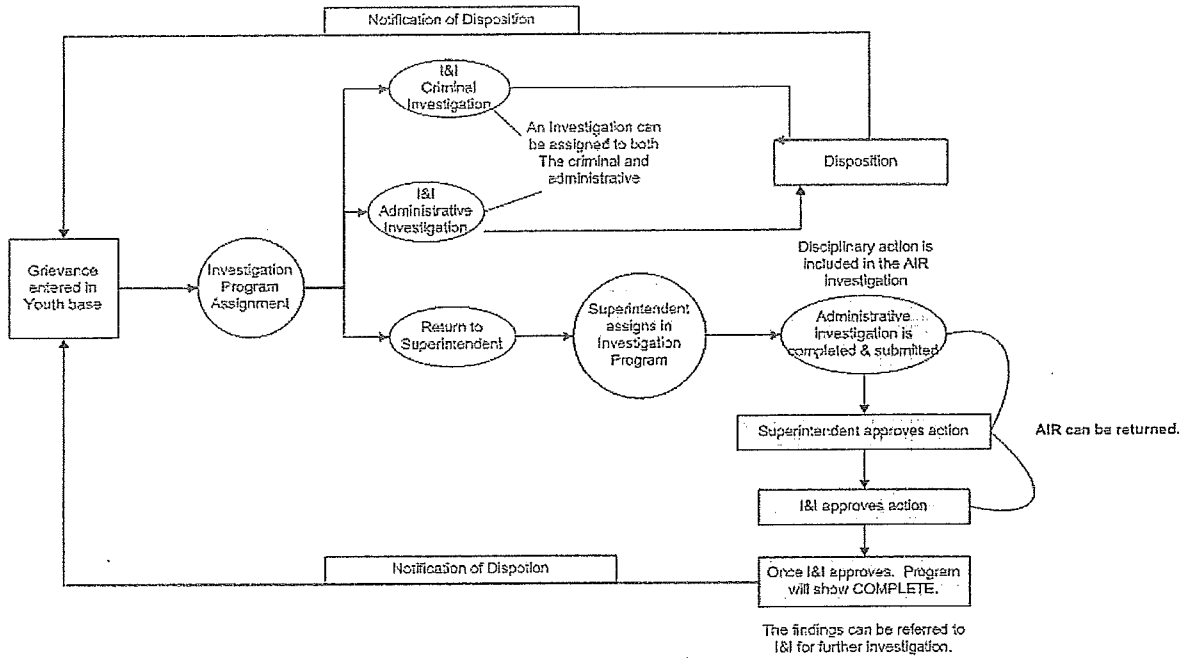 Notification of Disposition
I&I
Criminal
Investigation
An Investigation can
be assigned to both
The criminal and
administrative
Disposition
I&I
Administrative
Investigation
Grievance
entered in
Youth base
Investigation
Program
Assignment
Return to
Superintendent
Superintendent
assigns in
Investigation
Program
Disciplinary action is
included in the AIR
investigation
Administrative
investigation is
completed & submitted
Superintendent approves action
AIR can be returned.
I&I approves action
Notification of Dispotion
Once I&I approves. Program
will show COMPLETE.
The findings can be referred to
I&I for further investigation.